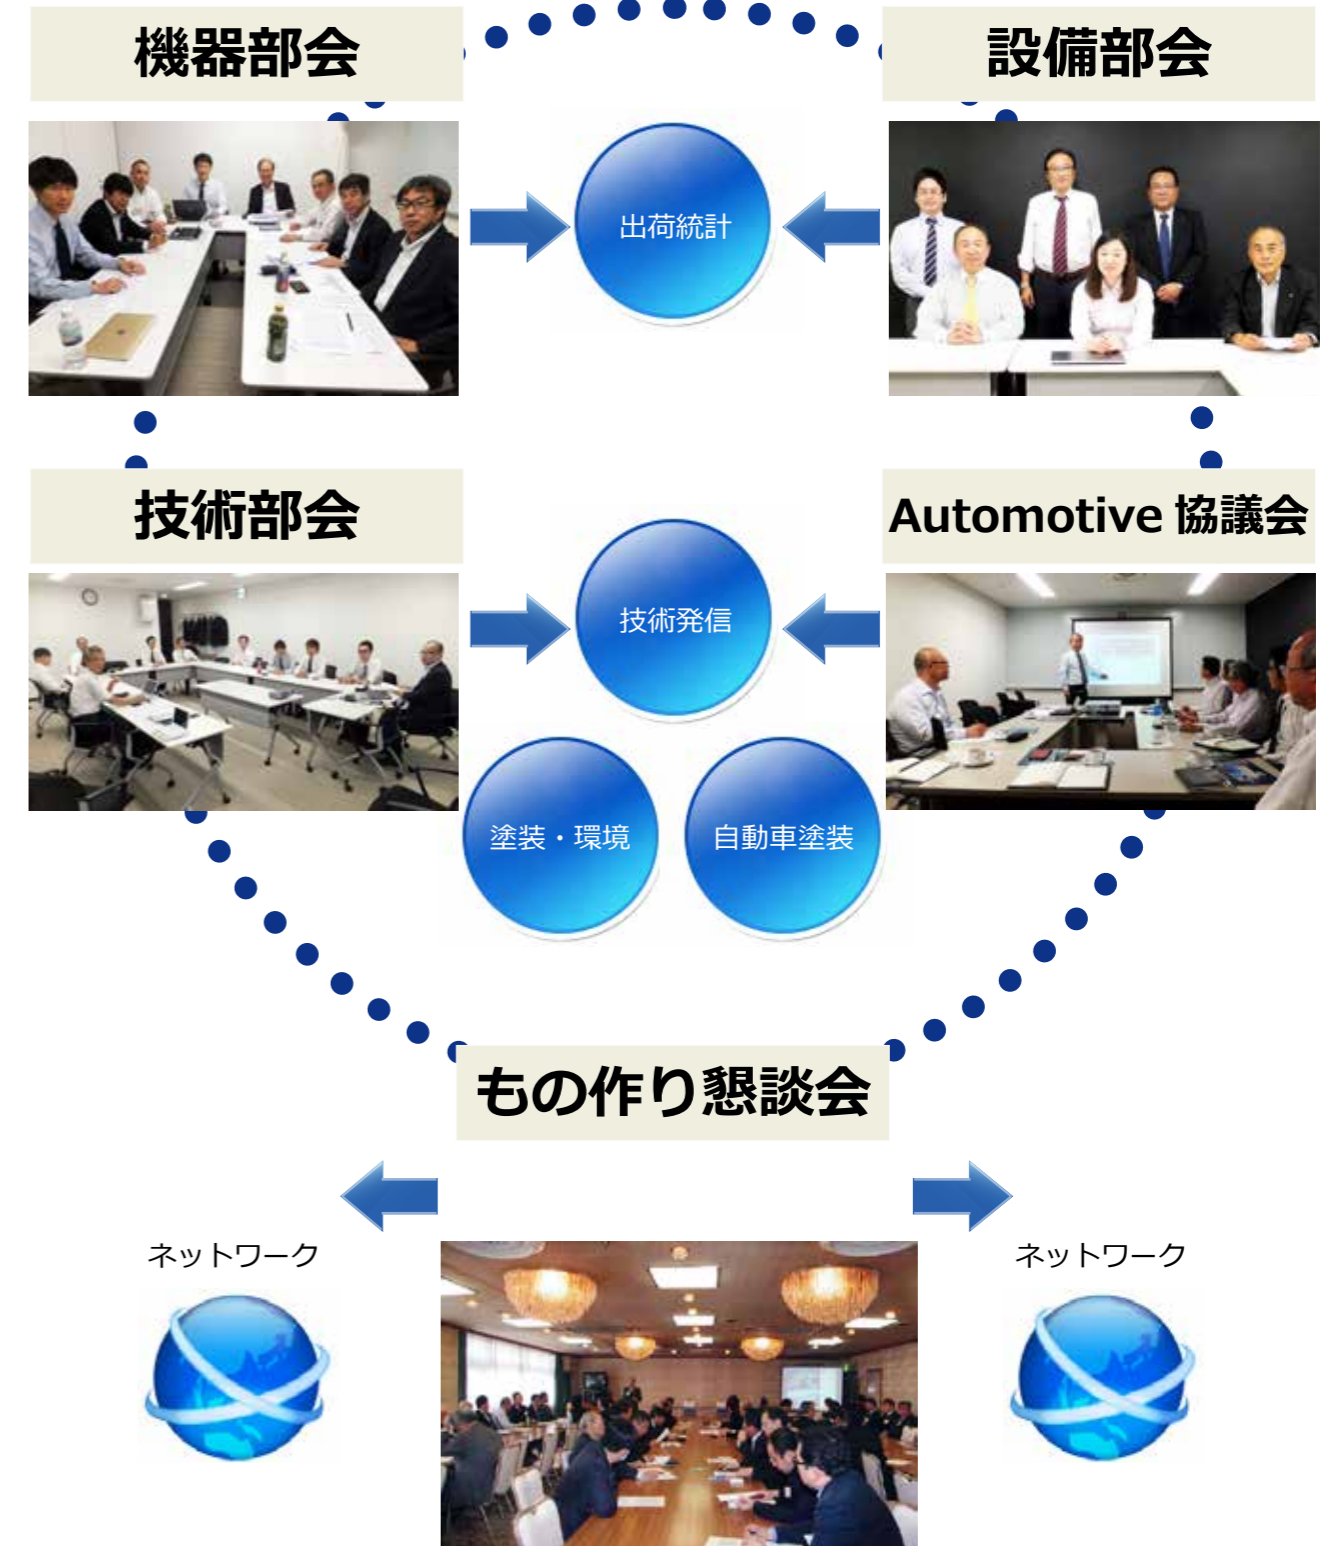 機器部会
設備部会
出荷統計
技術部会
Automotive 協議会
技術発信
塗装・環境
自動車塗装
もの作り懇談会
ネットワーク
ネットワーク